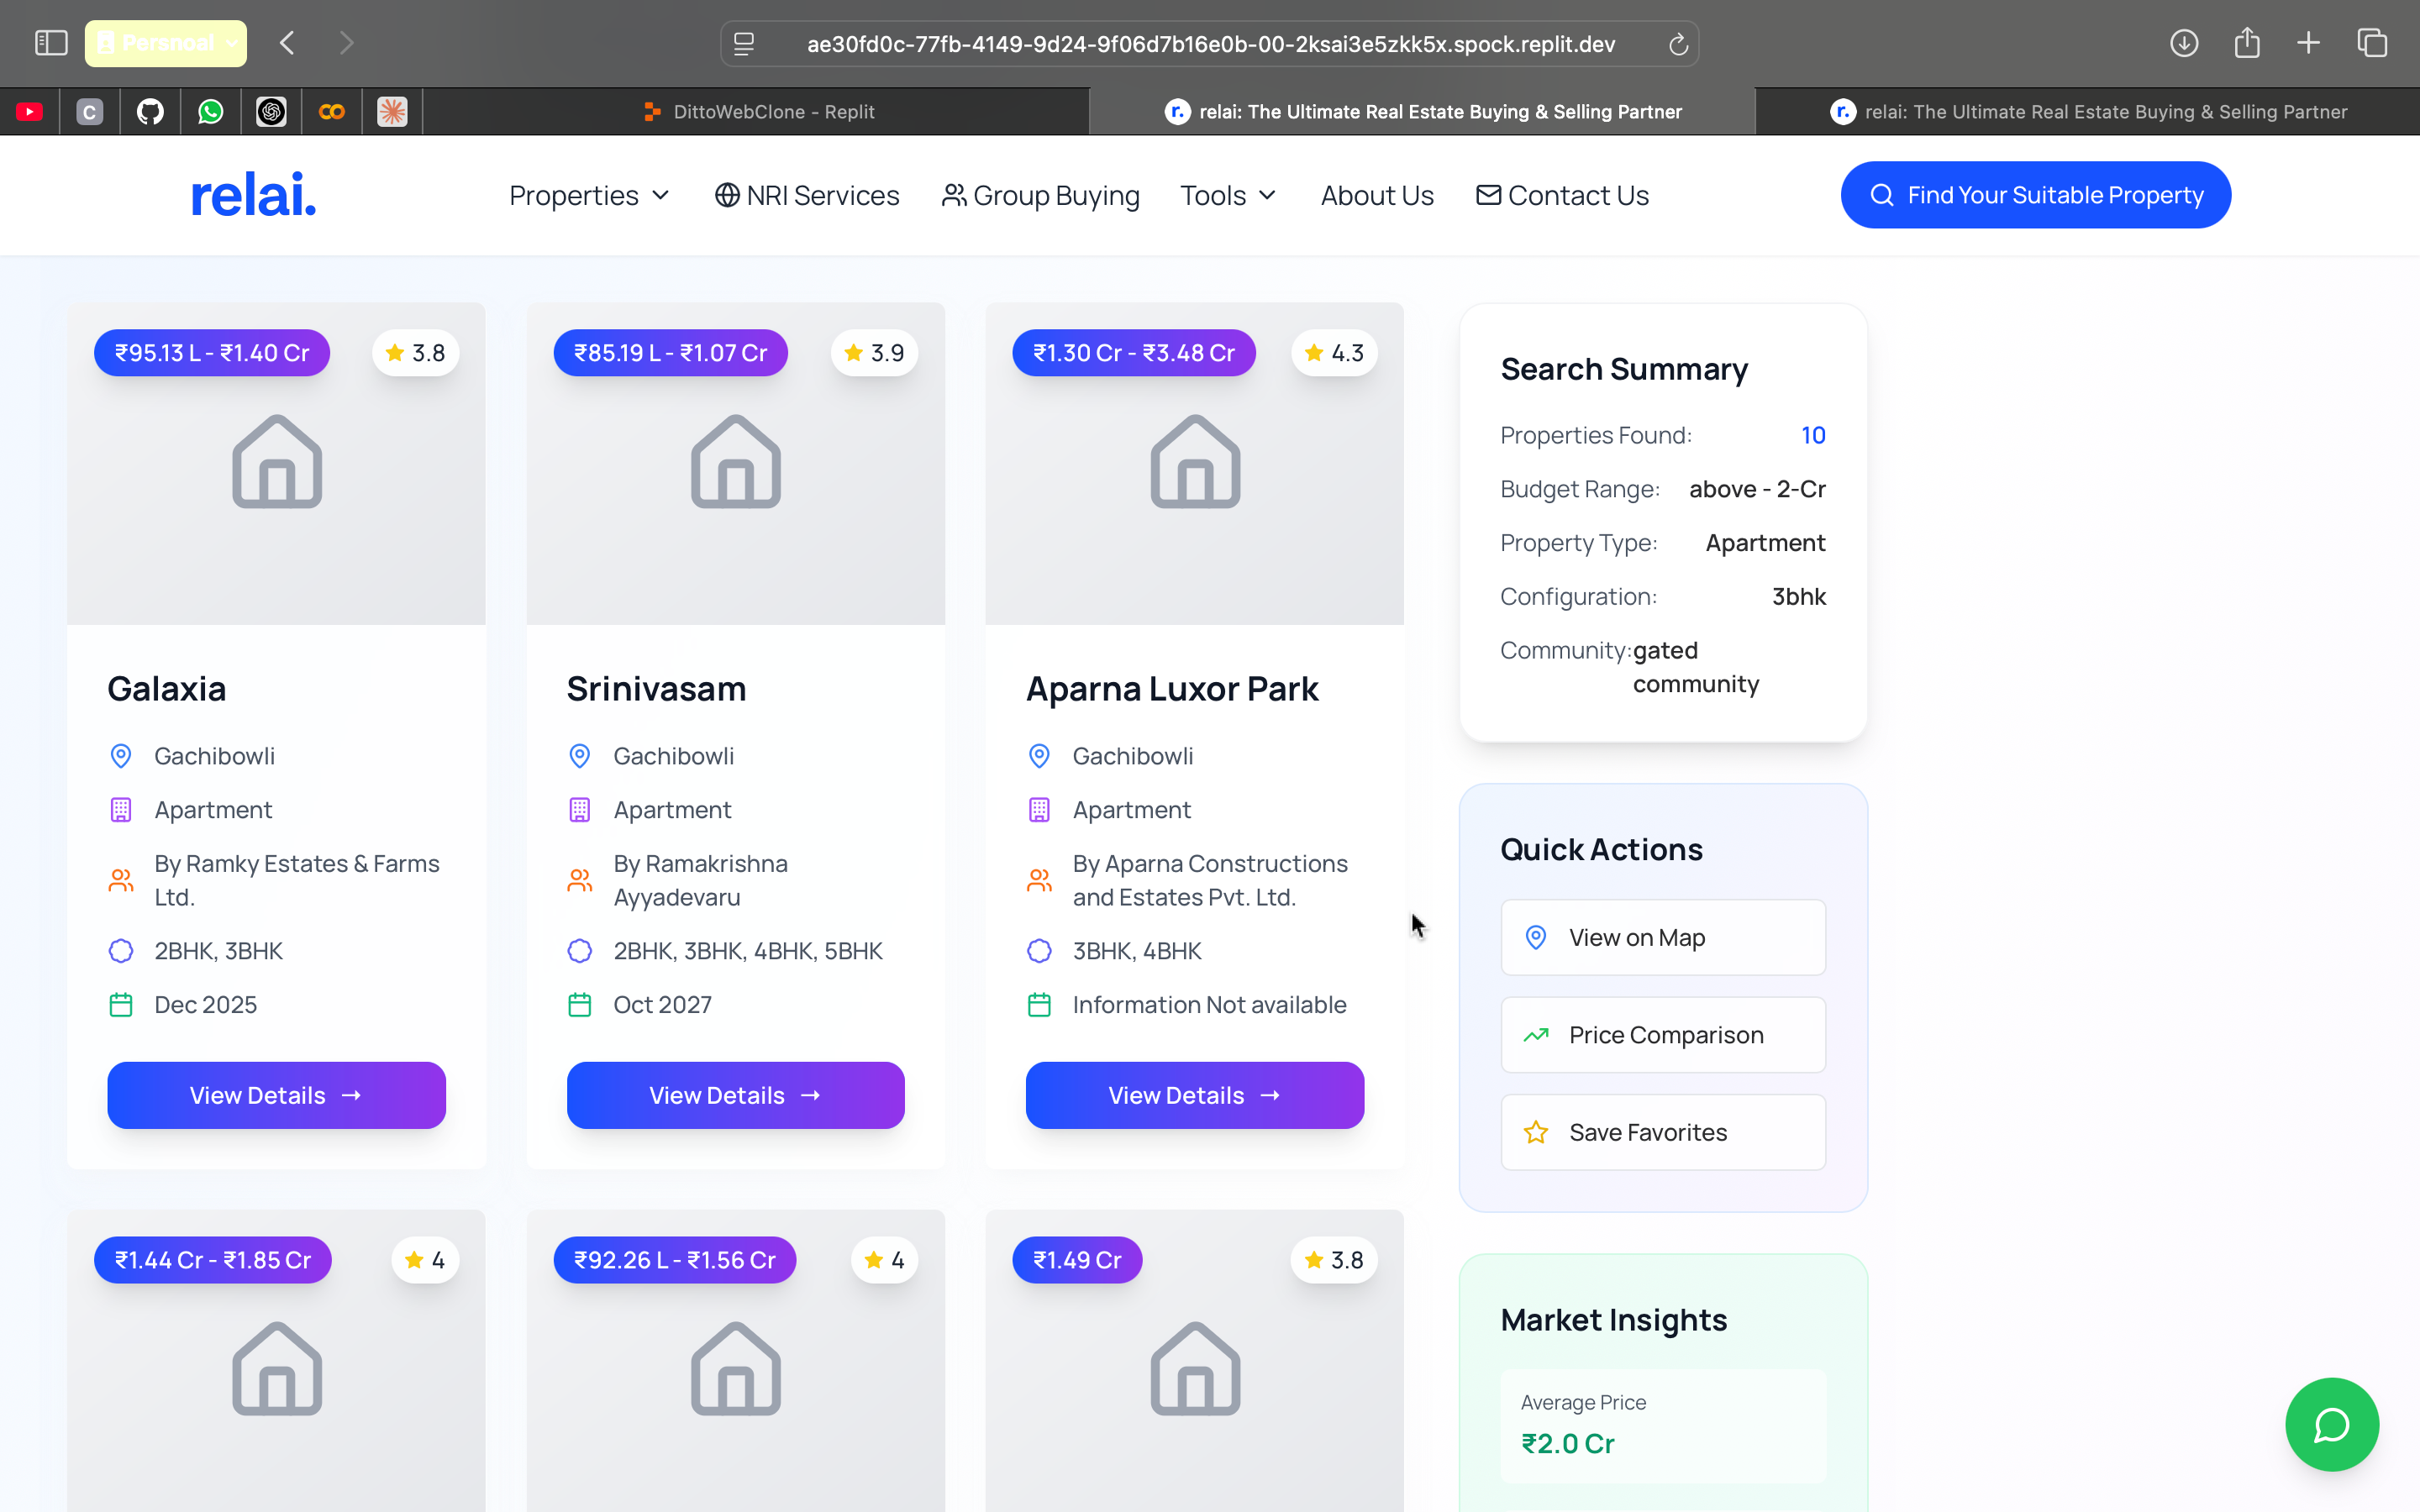 Persnoal
ae30fd0c-77fb-4149-9d24-9f06d7b16e0b-00-2ksai3e5zkk5x.spock.replit.dev
C
DittoWebClone - Replit
r. relai: The Ultimate Real Estate Buying & Selling Partner
r. relai: The Ultimate Real Estate Buying & Selling Partner
relai.
Properties
NRI Services
Group Buying
Tools
About Us
Contact Us
Find Your Suitable Property
₹95.13 L - ₹1.40 Cr
3.8
Galaxia
Gachibowli
Apartment
By Ramky Estates & Farms
Ltd.
2BHK, 3BHK
Dec 2025
View Details →
₹85.19 L - ₹1.07 Cr
3.9
Srinivasam
Gachibowli
Apartment
By Ramakrishna
Ayyadevaru
2BHK, 3BHK, 4BHK, 5BHK
Oct 2027
View Details →
₹1.30 Cr - ₹3.48 Cr
4.3
Aparna Luxor Park
Gachibowli
Apartment
By Aparna Constructions
and Estates Pvt. Ltd.
3BHK, 4BHK
Information Not available
View Details →
₹1.44 Cr - ₹1.85 Cr
4
₹92.26 L - ₹1.56 Cr
4
₹1.49 Cr
3.8
Search Summary
Properties Found: 10
Budget Range: above - 2-Cr
Property Type: Apartment
Configuration: 3bhk
Community: gated
community
Quick Actions
View on Map
Price Comparison
Save Favorites
Market Insights
Average Price
₹2.0 Cr